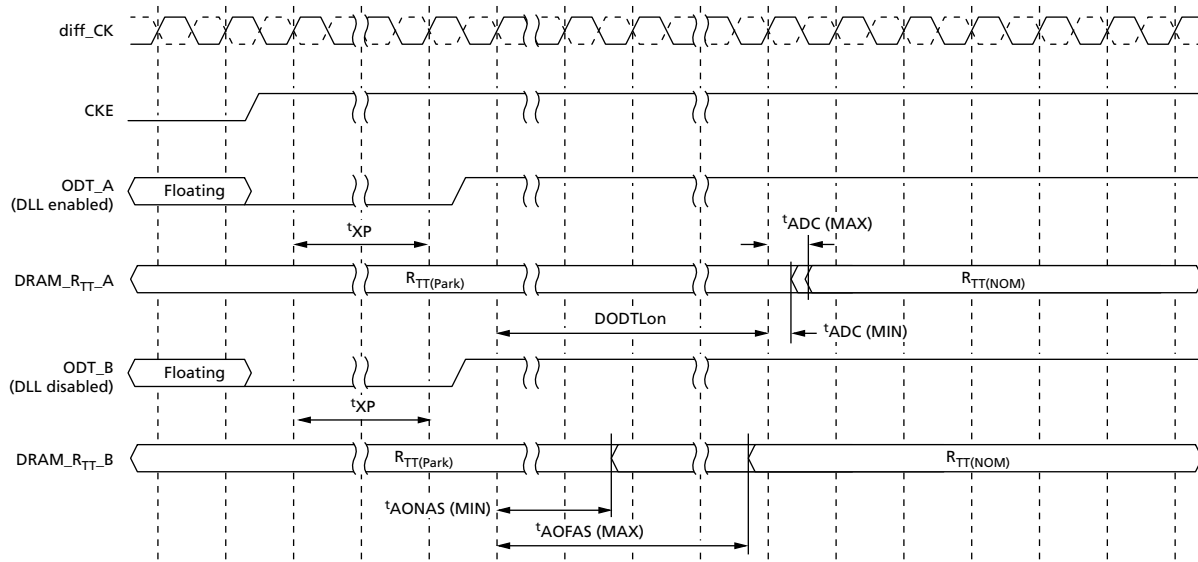 diff_CK
CKE
ODT_A
(DLL enabled)
Floating
tXP
tADC (MAX)
DRAM_RTT_A
RTT(Park)
RTT(NOM)
DODTLon
tADC (MIN)
ODT_B
(DLL disabled)
Floating
tXP
DRAM_RTT_B
RTT(Park)
RTT(NOM)
tAONAS (MIN)
tAOFAS (MAX)